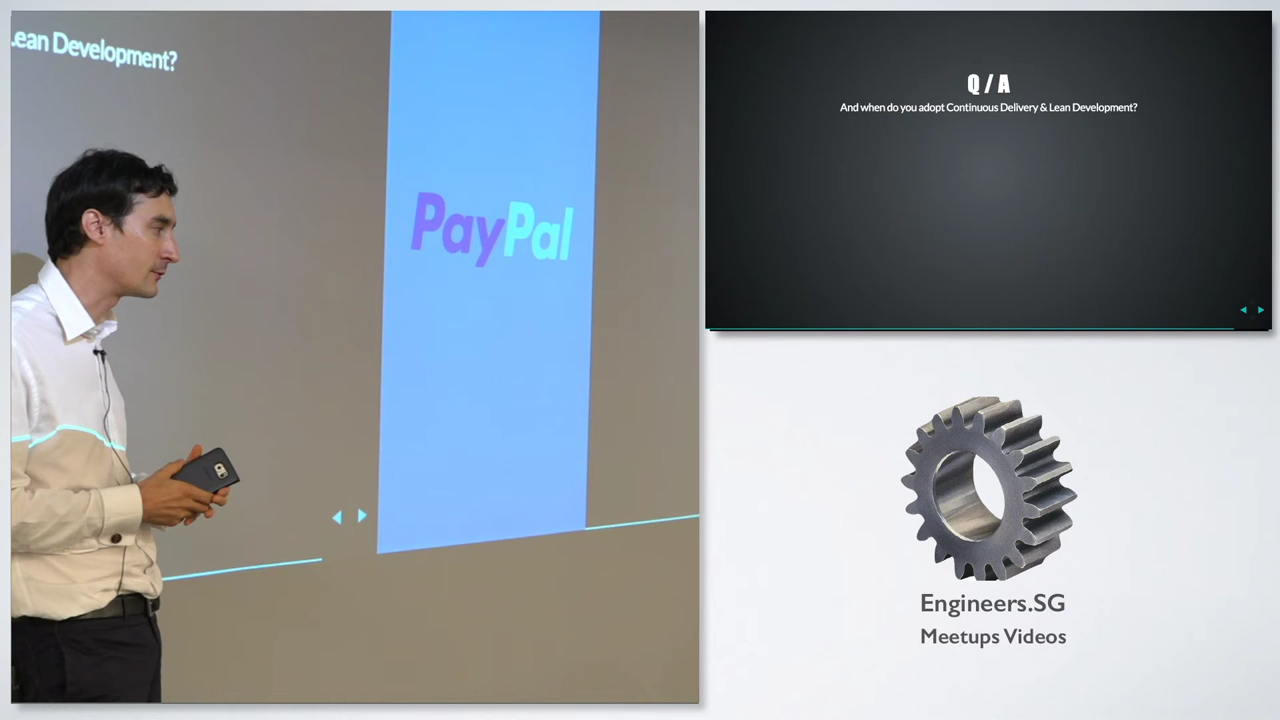 Lean Development?
PayPal
Q / A
And when do you adopt Continuous Delivery & Lean Development?
Engineers.SG
Meetups Videos